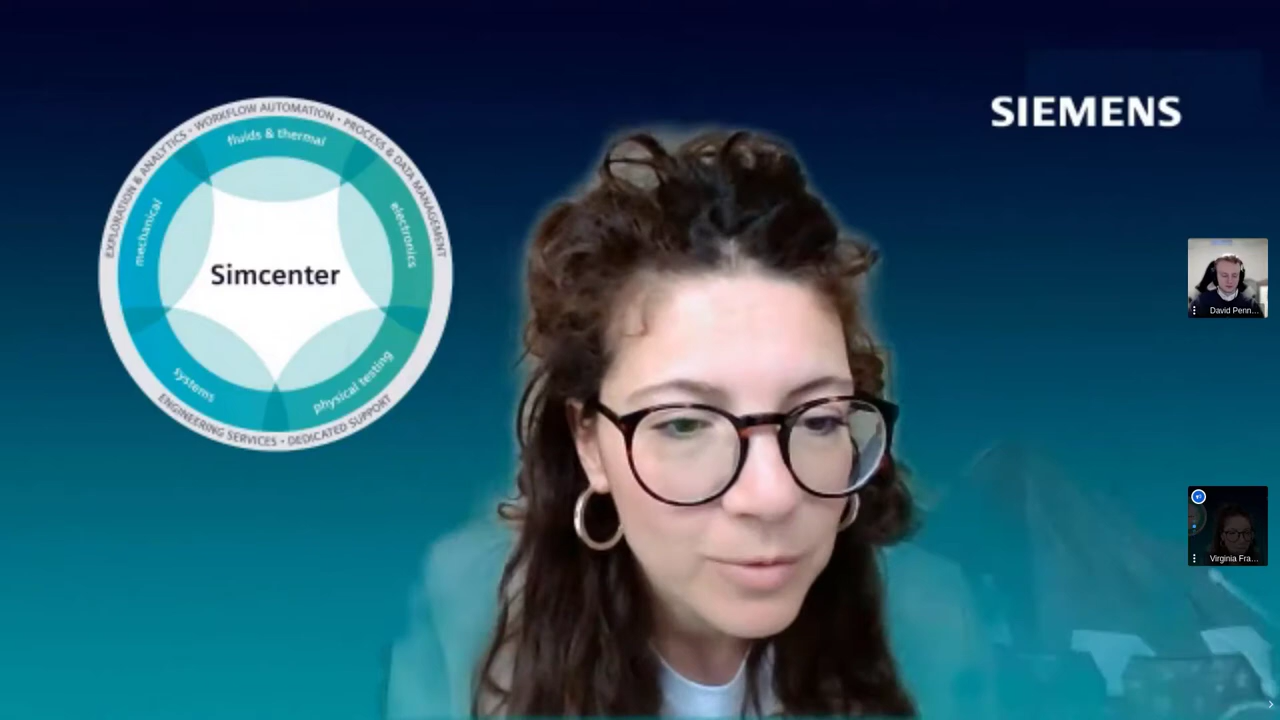 EXPLORATION & ANALYTICS • WORKFLOW AUTOMATION • PROCESS & DATA MANAGEMENT
fluids & thermal
mechanical
electronics
Simcenter
systems
physical testing
ENGINEERING SERVICES • DEDICATED SUPPORT
SIEMENS
David Penn...
Virginia Fra...